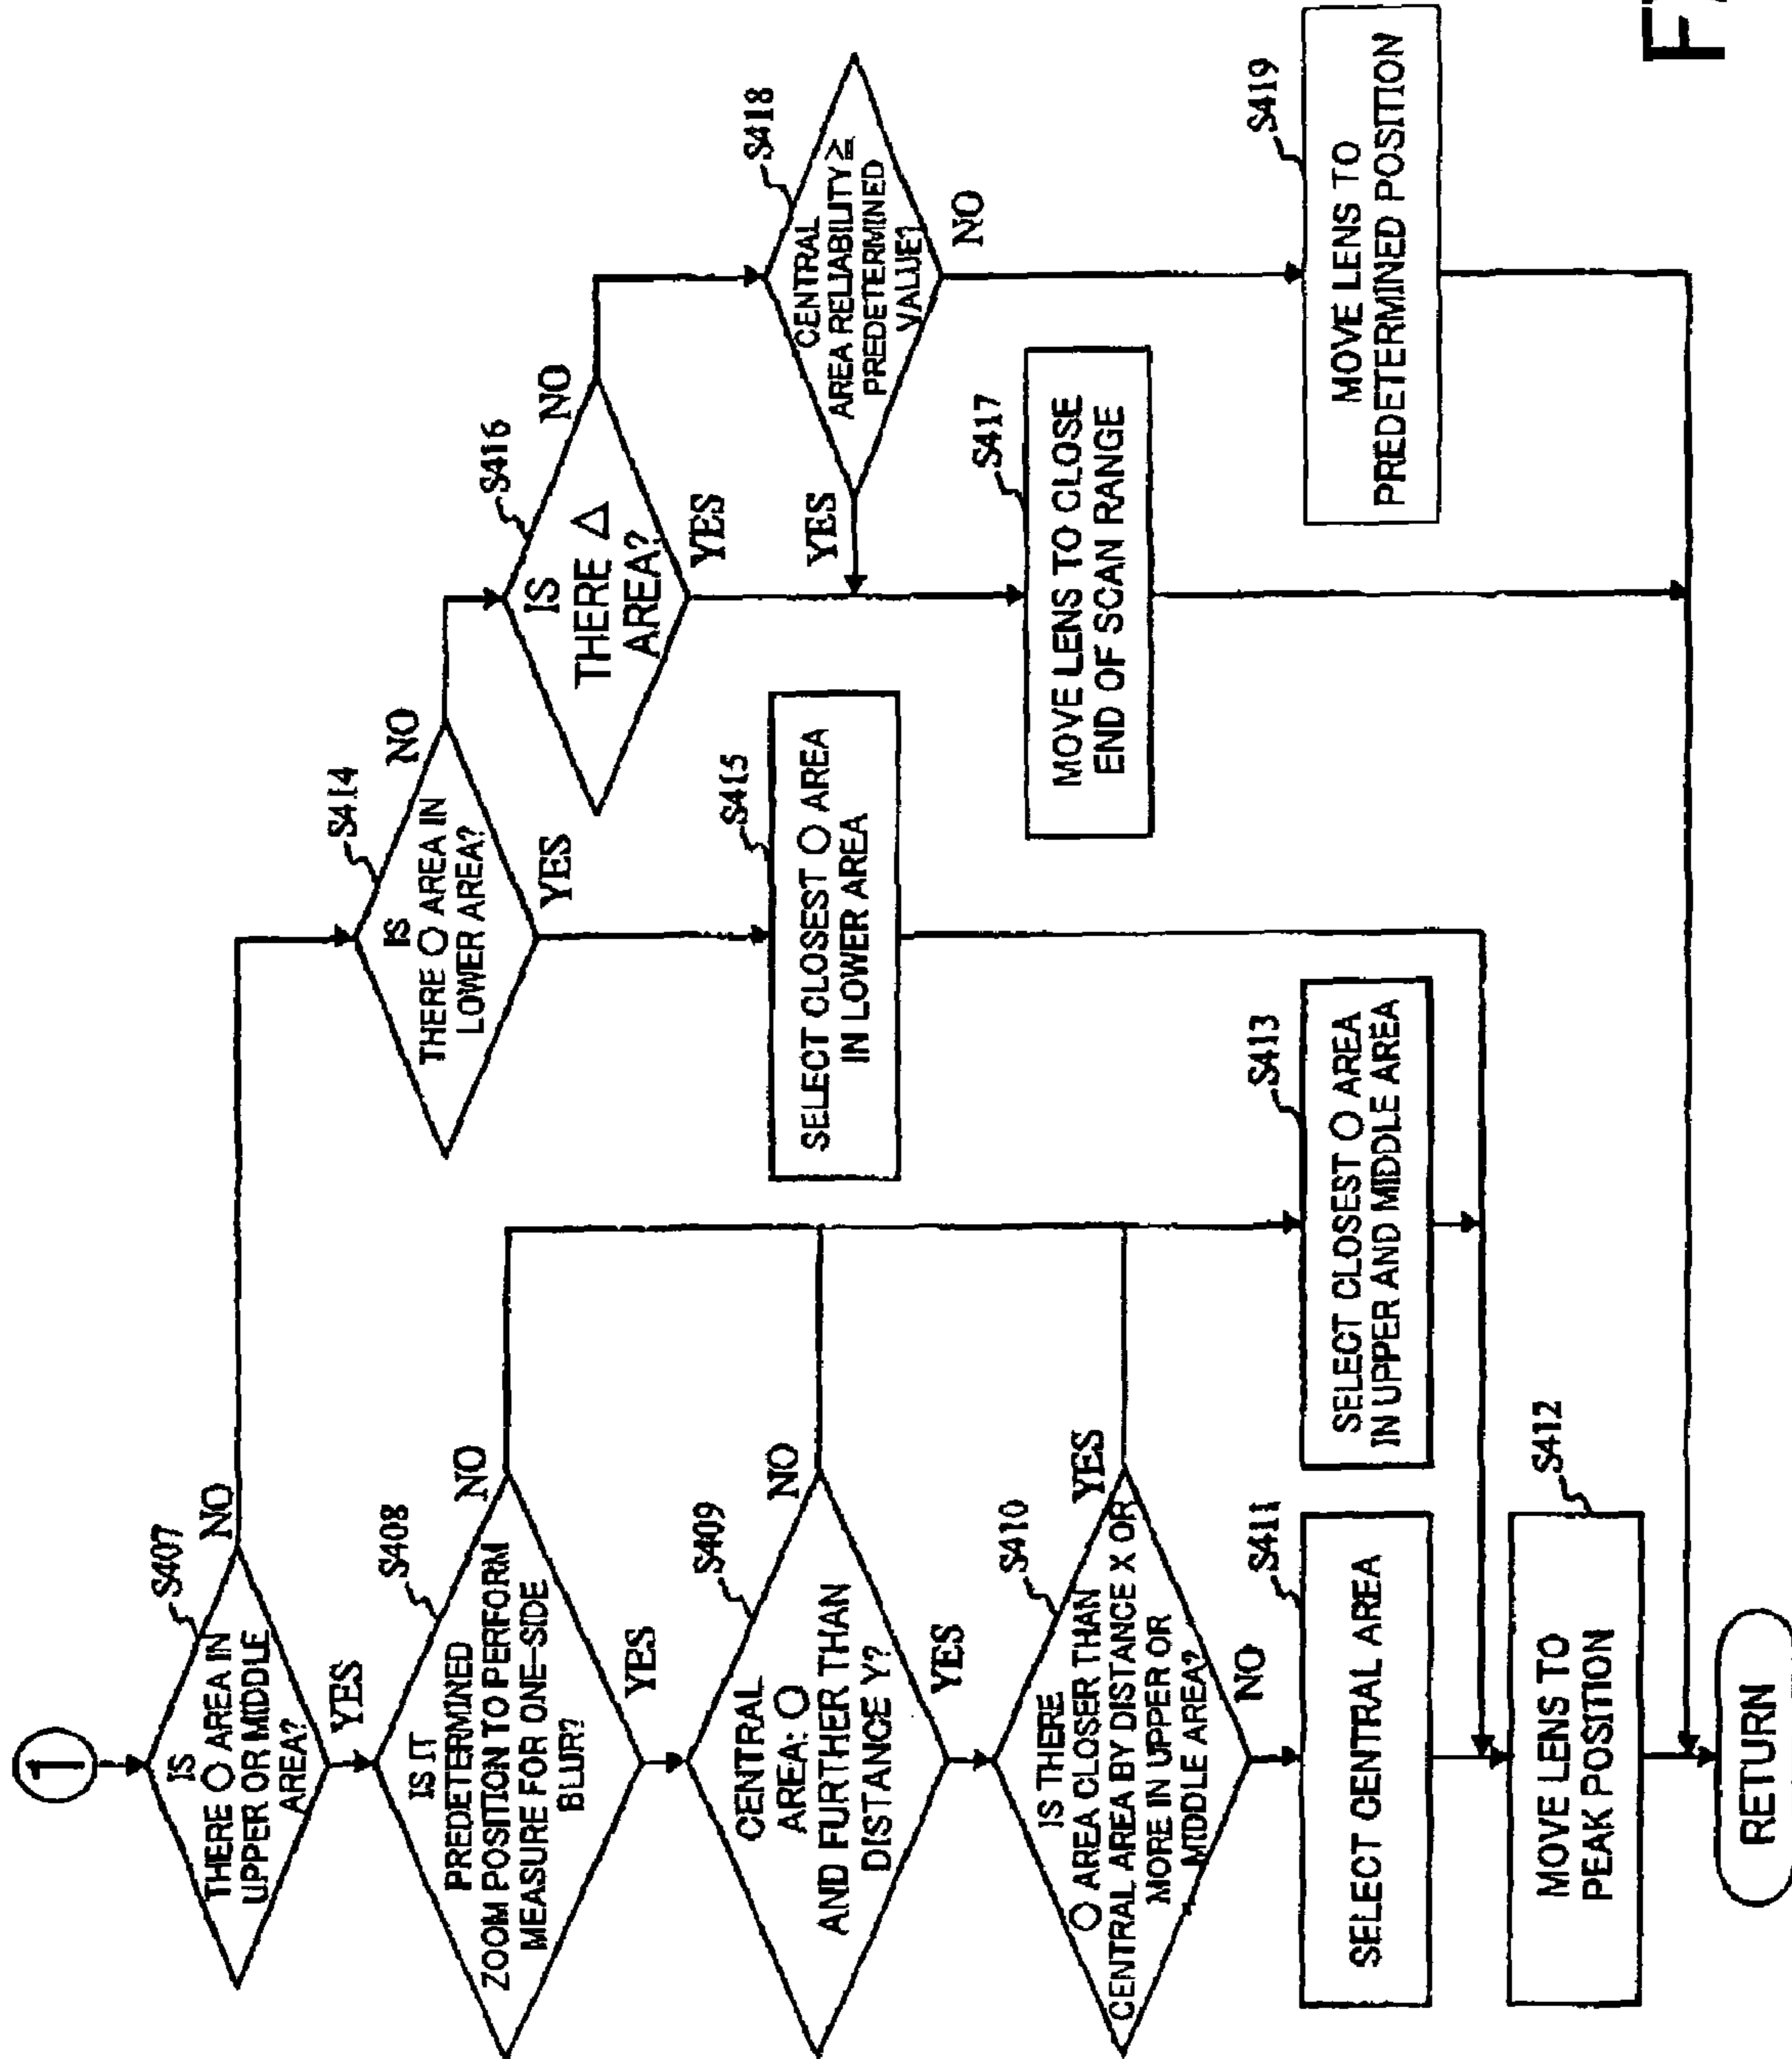 1
S407
IS
THERE ○ AREA IN
UPPER OR MIDDLE
AREA?
NO
YES
S408
IS IT
PREDETERMINED
ZOOM POSITION TO PERFORM
MEASURE FOR ONE-SIDE
BLUR?
NO
YES
S409
CENTRAL
AREA: ○
AND FURTHER THAN
DISTANCE Y?
NO
YES
S410
IS THERE
○ AREA CLOSER THAN
CENTRAL AREA BY DISTANCE X OR
MORE IN UPPER OR
MIDDLE AREA?
YES
NO
S411
SELECT CENTRAL AREA
S412
MOVE LENS TO
PEAK POSITION
RETURN
S413
SELECT CLOSEST ○ AREA
IN UPPER AND MIDDLE AREA
S414
IS
THERE ○ AREA IN
LOWER AREA?
NO
YES
S415
SELECT CLOSEST ○ AREA
IN LOWER AREA
S416
IS
THERE △
AREA?
NO
YES
S417
MOVE LENS TO CLOSE
END OF SCAN RANGE
S418
CENTRAL
AREA RELIABILITY ≧
PREDETERMINED
VALUE?
YES
NO
S419
MOVE LENS TO
PREDETERMINED POSITION